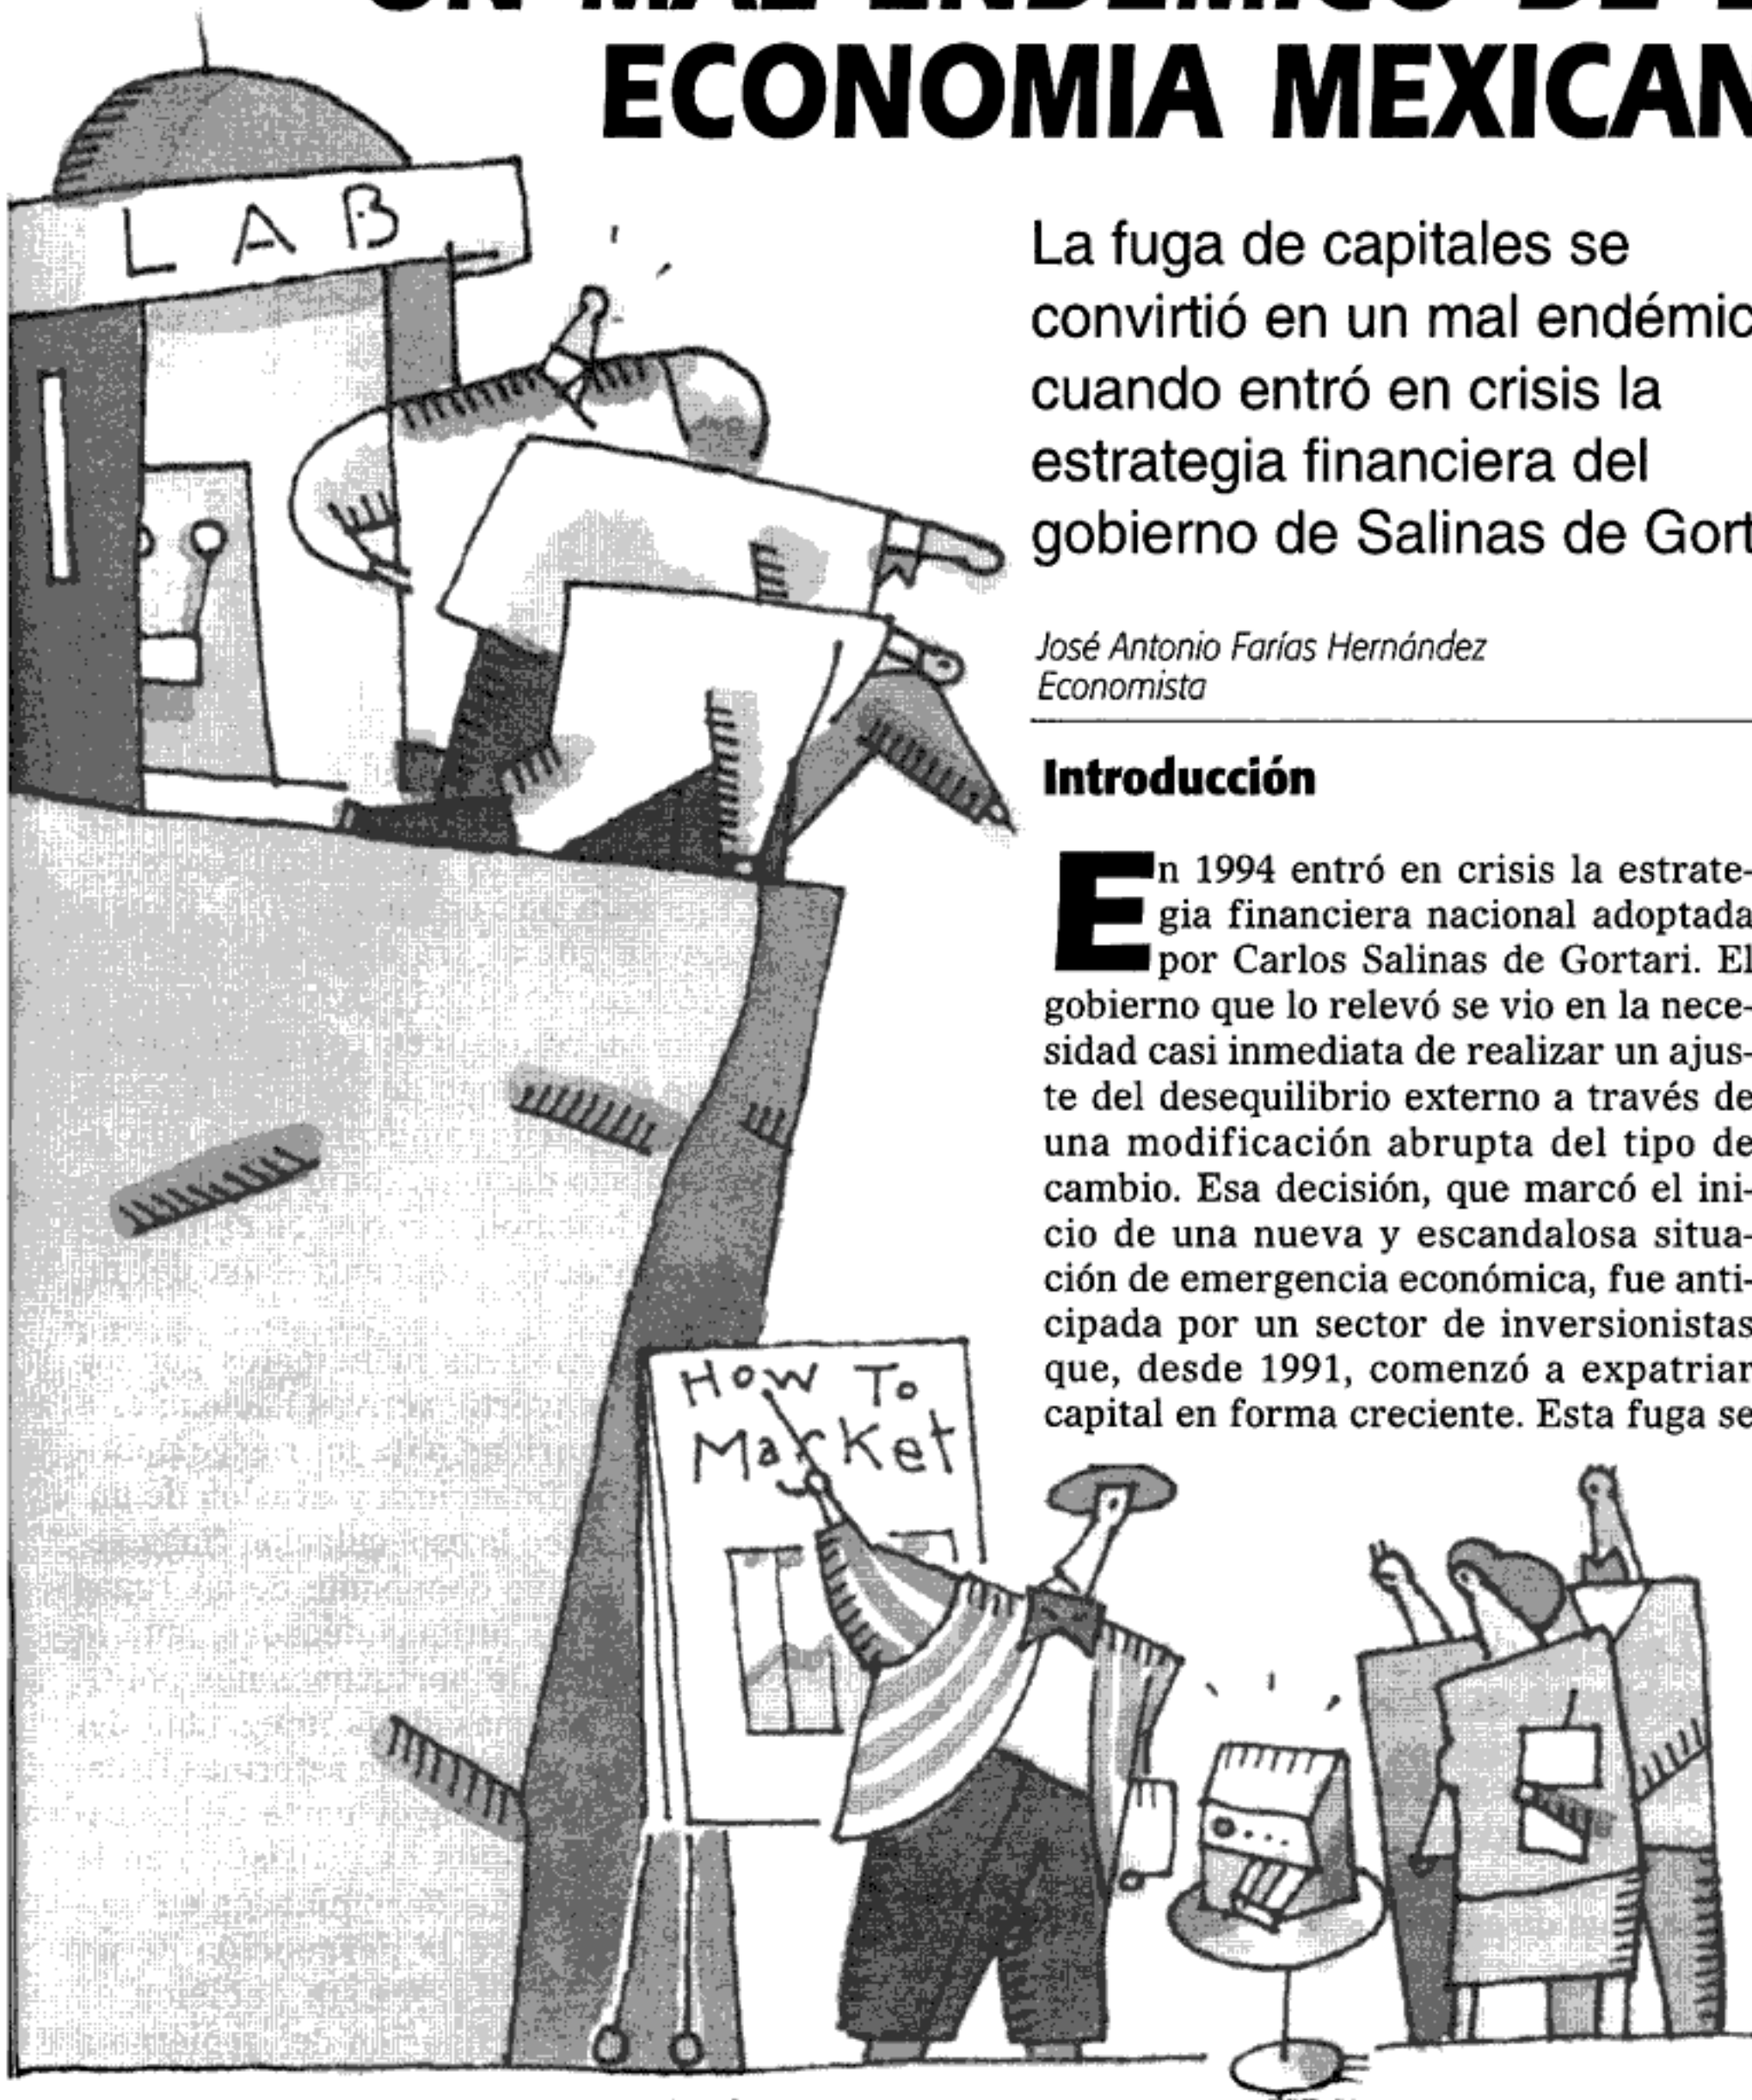 ECONOMIA MEXICAN
LAB
La fuga de capitales se
convirtió en un mal endémic
cuando entró en crisis la
estrategia financiera del
gobierno de Salinas de Gort
José Antonio Farías Hernández
Economista
Introducción
En 1994 entró en crisis la estrate-
gia financiera nacional adoptada
por Carlos Salinas de Gortari. El
gobierno que lo relevó se vio en la nece-
sidad casi inmediata de realizar un ajus-
te del desequilibrio externo a través de
una modificación abrupta del tipo de
cambio. Esa decisión, que marcó el ini-
cio de una nueva y escandalosa situa-
ción de emergencia económica, fue anti-
cipada por un sector de inversionistas
que, desde 1991, comenzó a expatriar
capital en forma creciente. Esta fuga se
How To
Market